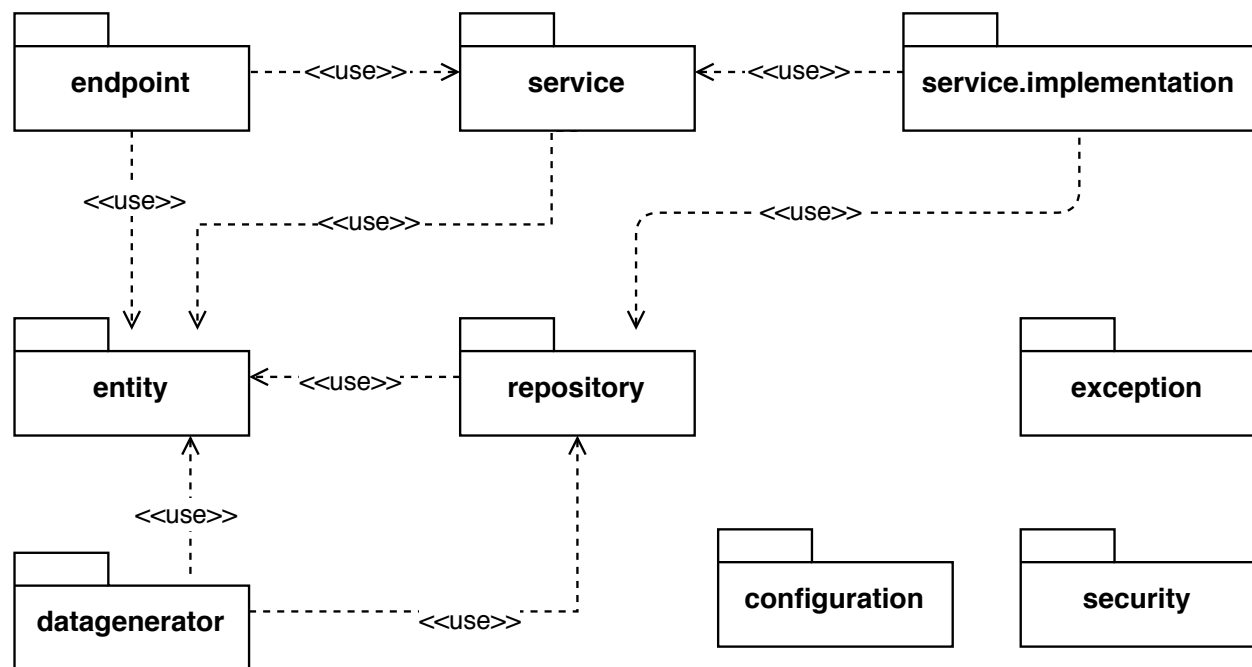 endpoint
<<use>>
service
<<use>>
service.implementation
<<use>>
<<use>>
<<use>>
entity
<<use>>
repository
exception
<<use>>
datagenerator
<<use>>
configuration
security